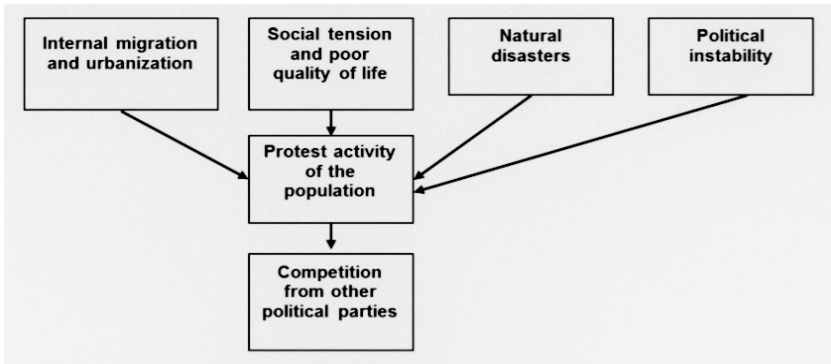 Internal migration
and urbanization
Social tension
and poor
quality of life
Natural
disasters
Political
instability
Protest activity
of the
population
Competition
from other
political parties